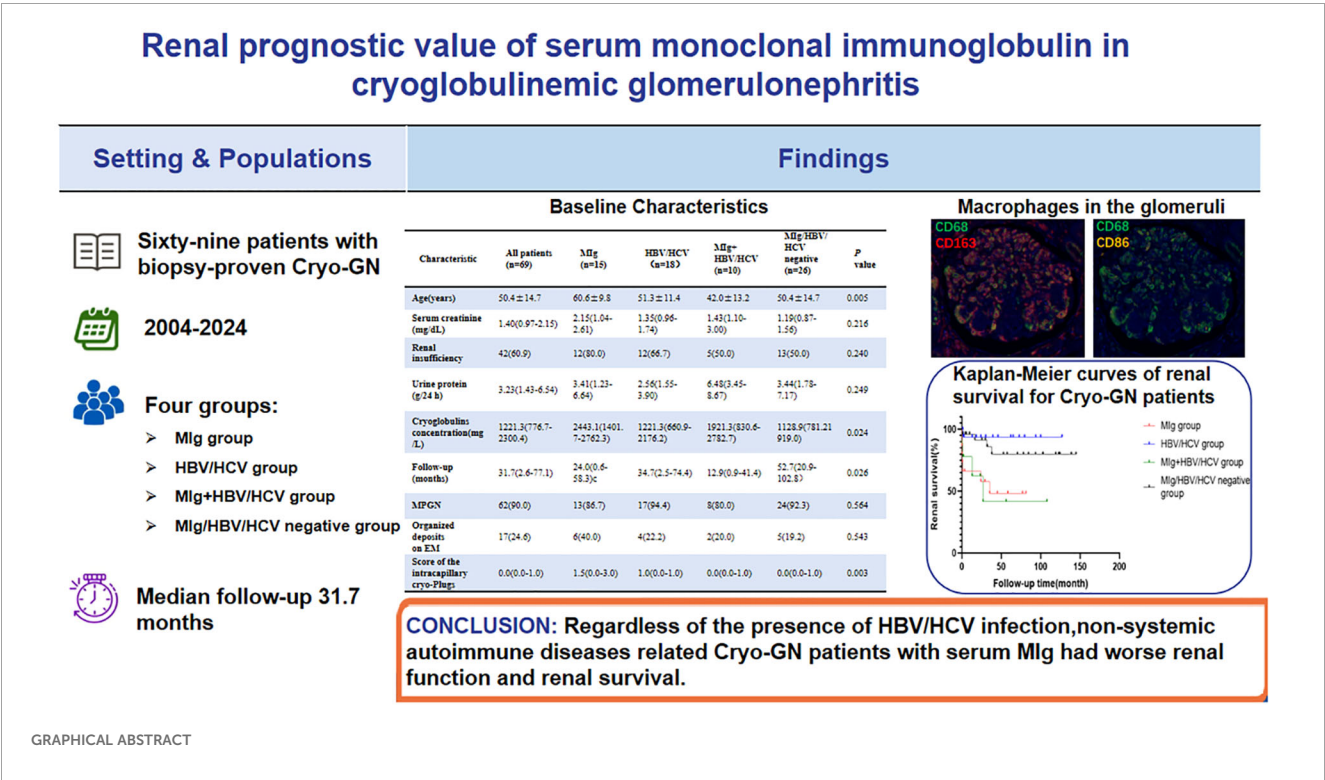 Renal prognostic value of serum monoclonal immunoglobulin in
cryoglobulinemic glomerulonephritis
Setting & Populations
Findings
Sixty-nine patients with
biopsy-proven Cryo-GN
2004-2024
Four groups:
➢ MIg group
➢ HBV/HCV group
➢ MIg+HBV/HCV group
➢ MIg/HBV/HCV negative group
Median follow-up 31.7
months
Baseline Characteristics
Characteristic All patients (n=69) MIg (n=15) HBV/HCV (n=18) MIg+ HBV/HCV (n=10) MIg/HBV/ HCV negative (n=26) P value
Age(years) 50.4±14.7 60.6±9.8 51.3±11.4 42.0±13.2 50.4±14.7 0.005
Serum creatinine (mg/dL) 1.40(0.97-2.15) 2.15(1.04-2.61) 1.35(0.96-1.74) 1.43(1.10-3.00) 1.19(0.87-1.56) 0.216
Renal insufficiency 42(60.9) 12(80.0) 12(66.7) 5(50.0) 13(50.0) 0.240
Urine protein (g/24 h) 3.23(1.43-6.54) 3.41(1.23-6.64) 2.56(1.55-3.90) 6.48(3.45-8.67) 3.44(1.78-7.17) 0.249
Cryoglobulins concentration(mg/L) 1221.3(776.7-2300.4) 2443.1(1401.7-2762.3) 1221.3(660.9-2176.2) 1921.3(830.6-2782.7) 1128.9(781.21919.0) 0.024
Follow-up (months) 31.7(2.6-77.1) 24.0(0.6-58.3)c 34.7(2.5-74.4) 12.9(0.9-41.4) 52.7(20.9-102.8) 0.026
MPGN 62(90.0) 13(86.7) 17(94.4) 8(80.0) 24(92.3) 0.564
Organized deposits on EM 17(24.6) 6(40.0) 4(22.2) 2(20.0) 5(19.2) 0.543
Score of the intracapillary cryo-Plugs 0.0(0.0-1.0) 1.5(0.0-3.0) 1.0(0.0-1.0) 0.0(0.0-1.0) 0.0(0.0-1.0) 0.003
Macrophages in the glomeruli
CD68
CD163
CD68
CD86
Kaplan-Meier curves of renal
survival for Cryo-GN patients
Renal survival(%)
100
50
0
0 50 100 150 200
Follow-up time(month)
MIg group
HBV/HCV group
MIg+HBV/HCV group
MIg/HBV/HCV negative
group
CONCLUSION: Regardless of the presence of HBV/HCV infection,non-systemic
autoimmune diseases related Cryo-GN patients with serum MIg had worse renal
function and renal survival.
GRAPHICAL ABSTRACT